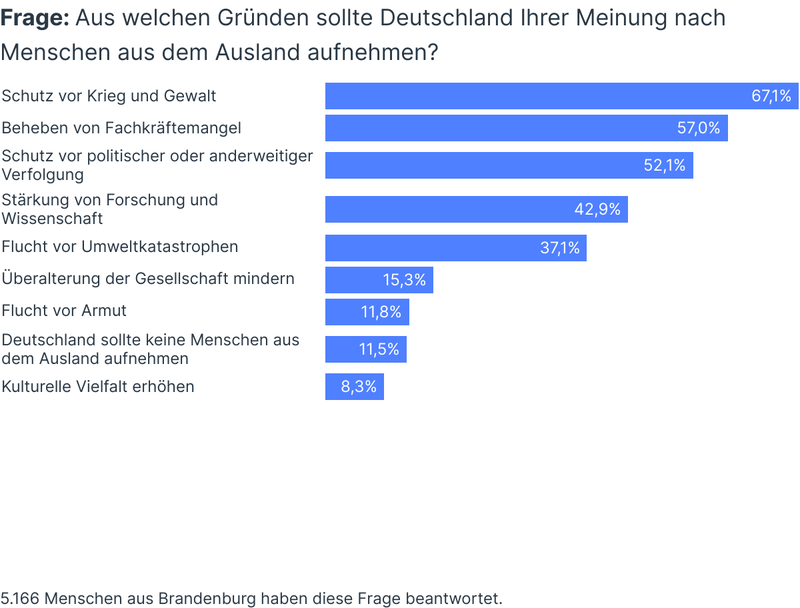 Frage: Aus welchen Gründen sollte Deutschland Ihrer Meinung nach
Menschen aus dem Ausland aufnehmen?
Schutz vor Krieg und Gewalt 67,1%
Beheben von Fachkräftemangel 57,0%
Schutz vor politischer oder anderweitiger
Verfolgung 52,1%
Stärkung von Forschung und
Wissenschaft 42,9%
Flucht vor Umweltkatastrophen 37,1%
Überalterung der Gesellschaft mindern 15,3%
Flucht vor Armut 11,8%
Deutschland sollte keine Menschen aus
dem Ausland aufnehmen 11,5%
Kulturelle Vielfalt erhöhen 8,3%
5.166 Menschen aus Brandenburg haben diese Frage beantwortet.